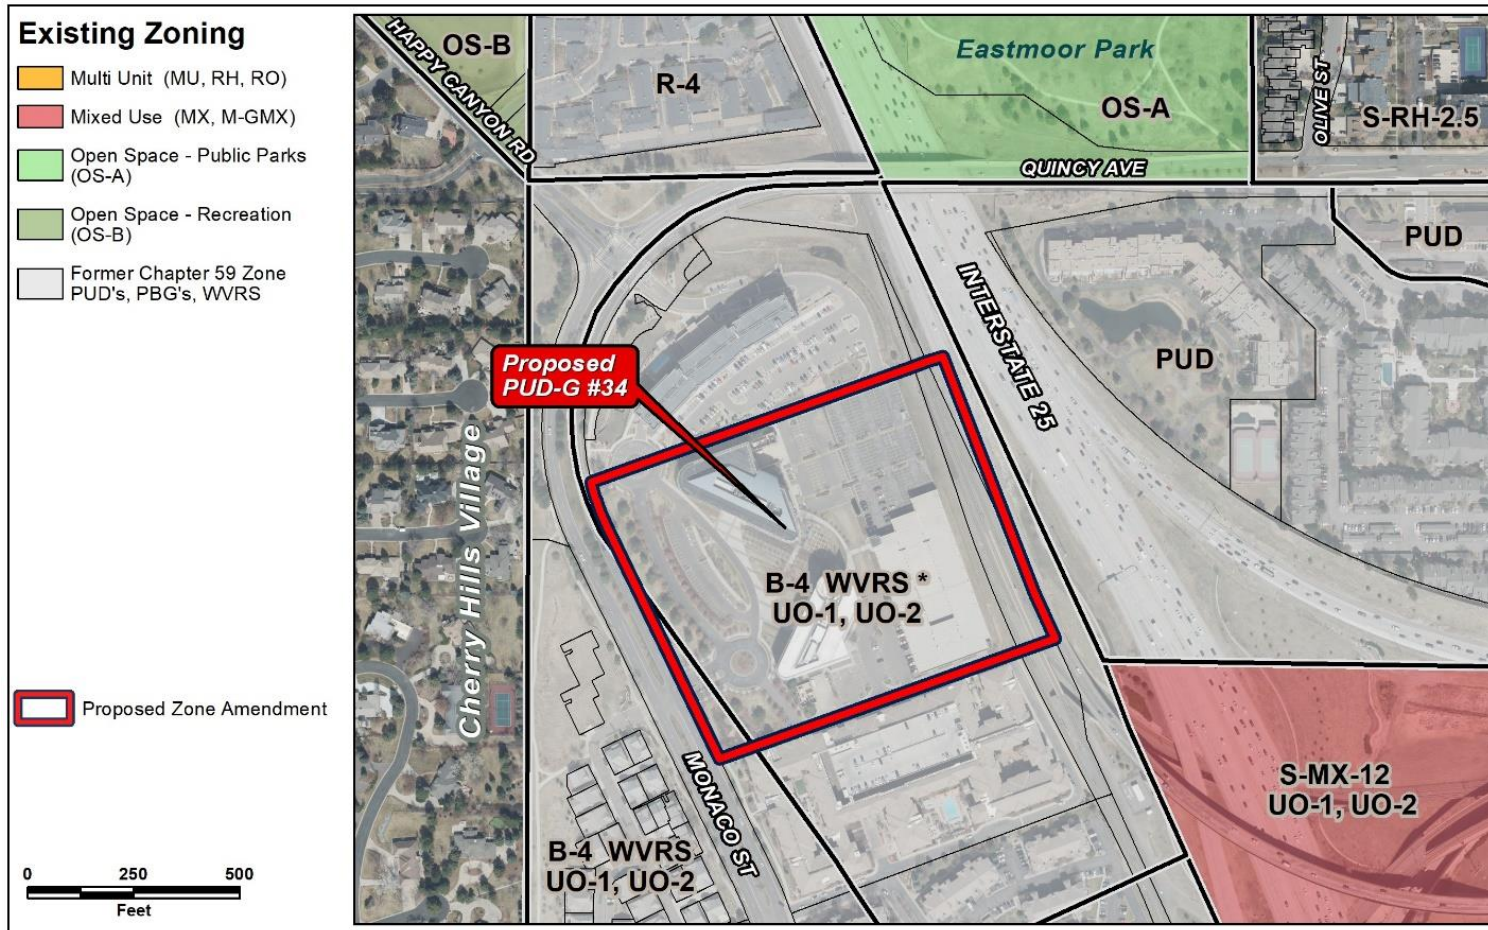 Existing Zoning
Multi Unit (MU, RH, RO)
Mixed Use (MX, M-GMX)
Open Space - Public Parks
(OS-A)
Open Space - Recreation
(OS-B)
Former Chapter 59 Zone
PUD's, PBG's, WVRS
Proposed Zone Amendment
0 250 500
Feet
HAPPY CANYON RD
OS-B
R-4
Eastmoor Park
OS-A
QUINCY AVE
OLIVE ST
S-RH-2.5
PUD
PUD
INTERSTATE 25
Proposed
PUD-G #34
Cherry Hills Village
B-4 WVRS *
UO-1, UO-2
MONACO ST
B-4 WVRS
UO-1, UO-2
S-MX-12
UO-1, UO-2